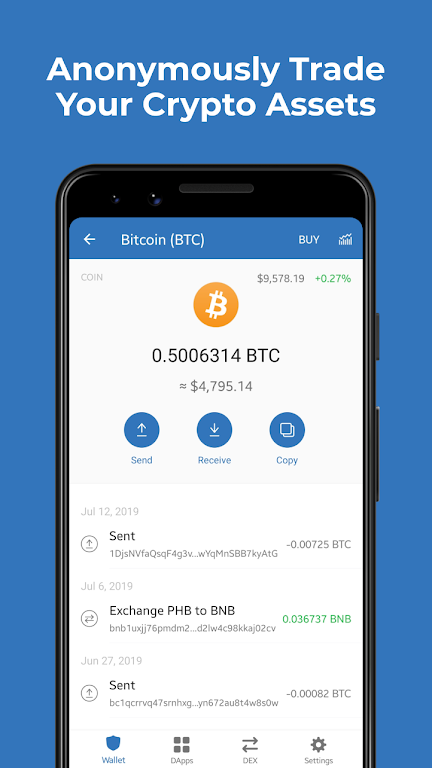 Anonymously Trade
Your Crypto Assets
Bitcoin (BTC)
BUY
COIN
$9,578.19 +0.27%
0.5006314 BTC
≈ $4,795.14
Send
Receive
Copy
Jul 12, 2019
Sent
-0.00725 BTC
1DjsNVfaQsqF4g3v...wYqMnSBB7kyAtG
Jul 6, 2019
Exchange PHB to BNB
0.036737 BNB
bnb1uxjj76pmdm2...d2lw4c98kkaj02cv
Jun 27, 2019
Sent
-0.00082 BTC
bc1qcrrvq47srnhxg...yn672au8t4w8s0w
Wallet
DApps
DEX
Settings